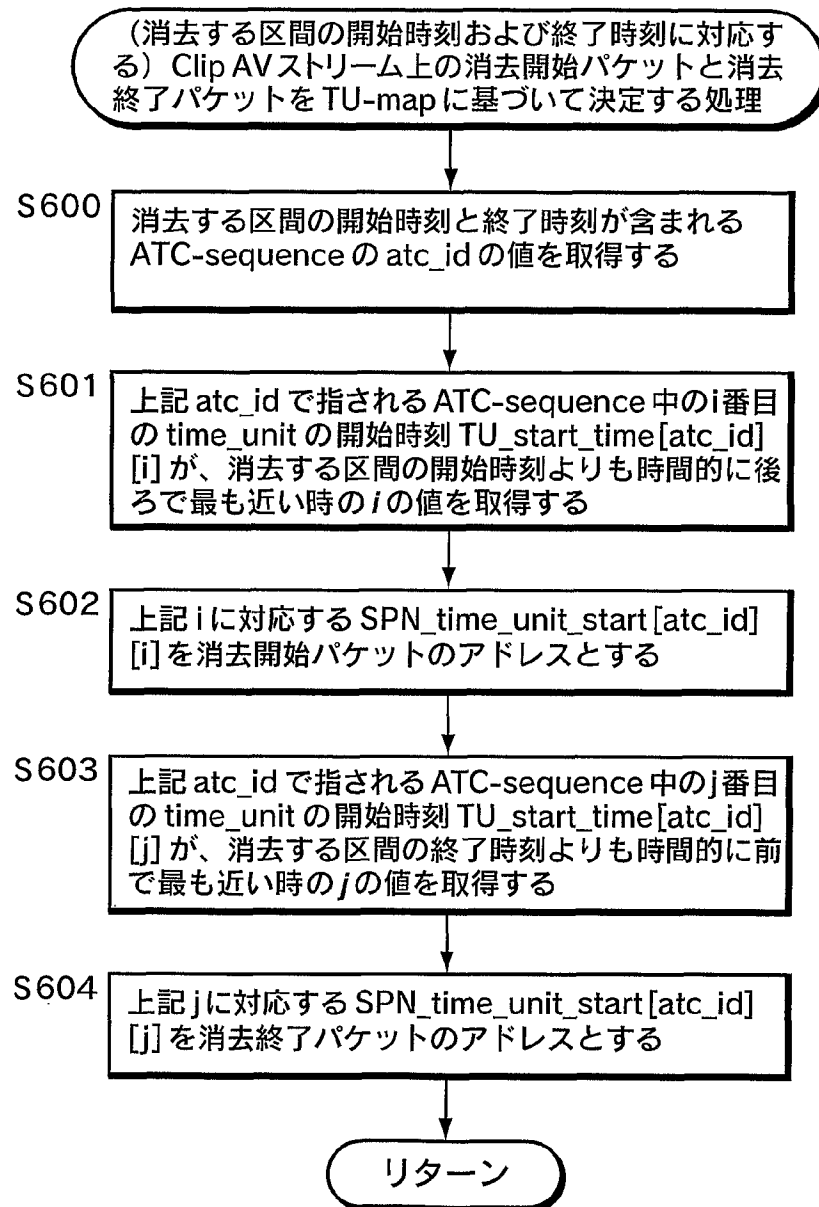 （消去する区間の開始時刻および終了時刻に対応す
る）Clip AVストリーム上の消去開始パケットと消去
終了パケットをTU-mapに基づいて決定する処理
S600
消去する区間の開始時刻と終了時刻が含まれる
ATC-sequenceのatc_idの値を取得する
S601
上記atc_idで指されるATC-sequence中のi番目
のtime_unitの開始時刻TU_start_time[atc_id]
[i]が、消去する区間の開始時刻よりも時間的に後
ろで最も近い時のiの値を取得する
S602
上記iに対応するSPN_time_unit_start[atc_id]
[i]を消去開始パケットのアドレスとする
S603
上記atc_idで指されるATC-sequence中のj番目
のtime_unitの開始時刻TU_start_time[atc_id]
[j]が、消去する区間の終了時刻よりも時間的に前
で最も近い時のjの値を取得する
S604
上記jに対応するSPN_time_unit_start[atc_id]
[j]を消去終了パケットのアドレスとする
リターン